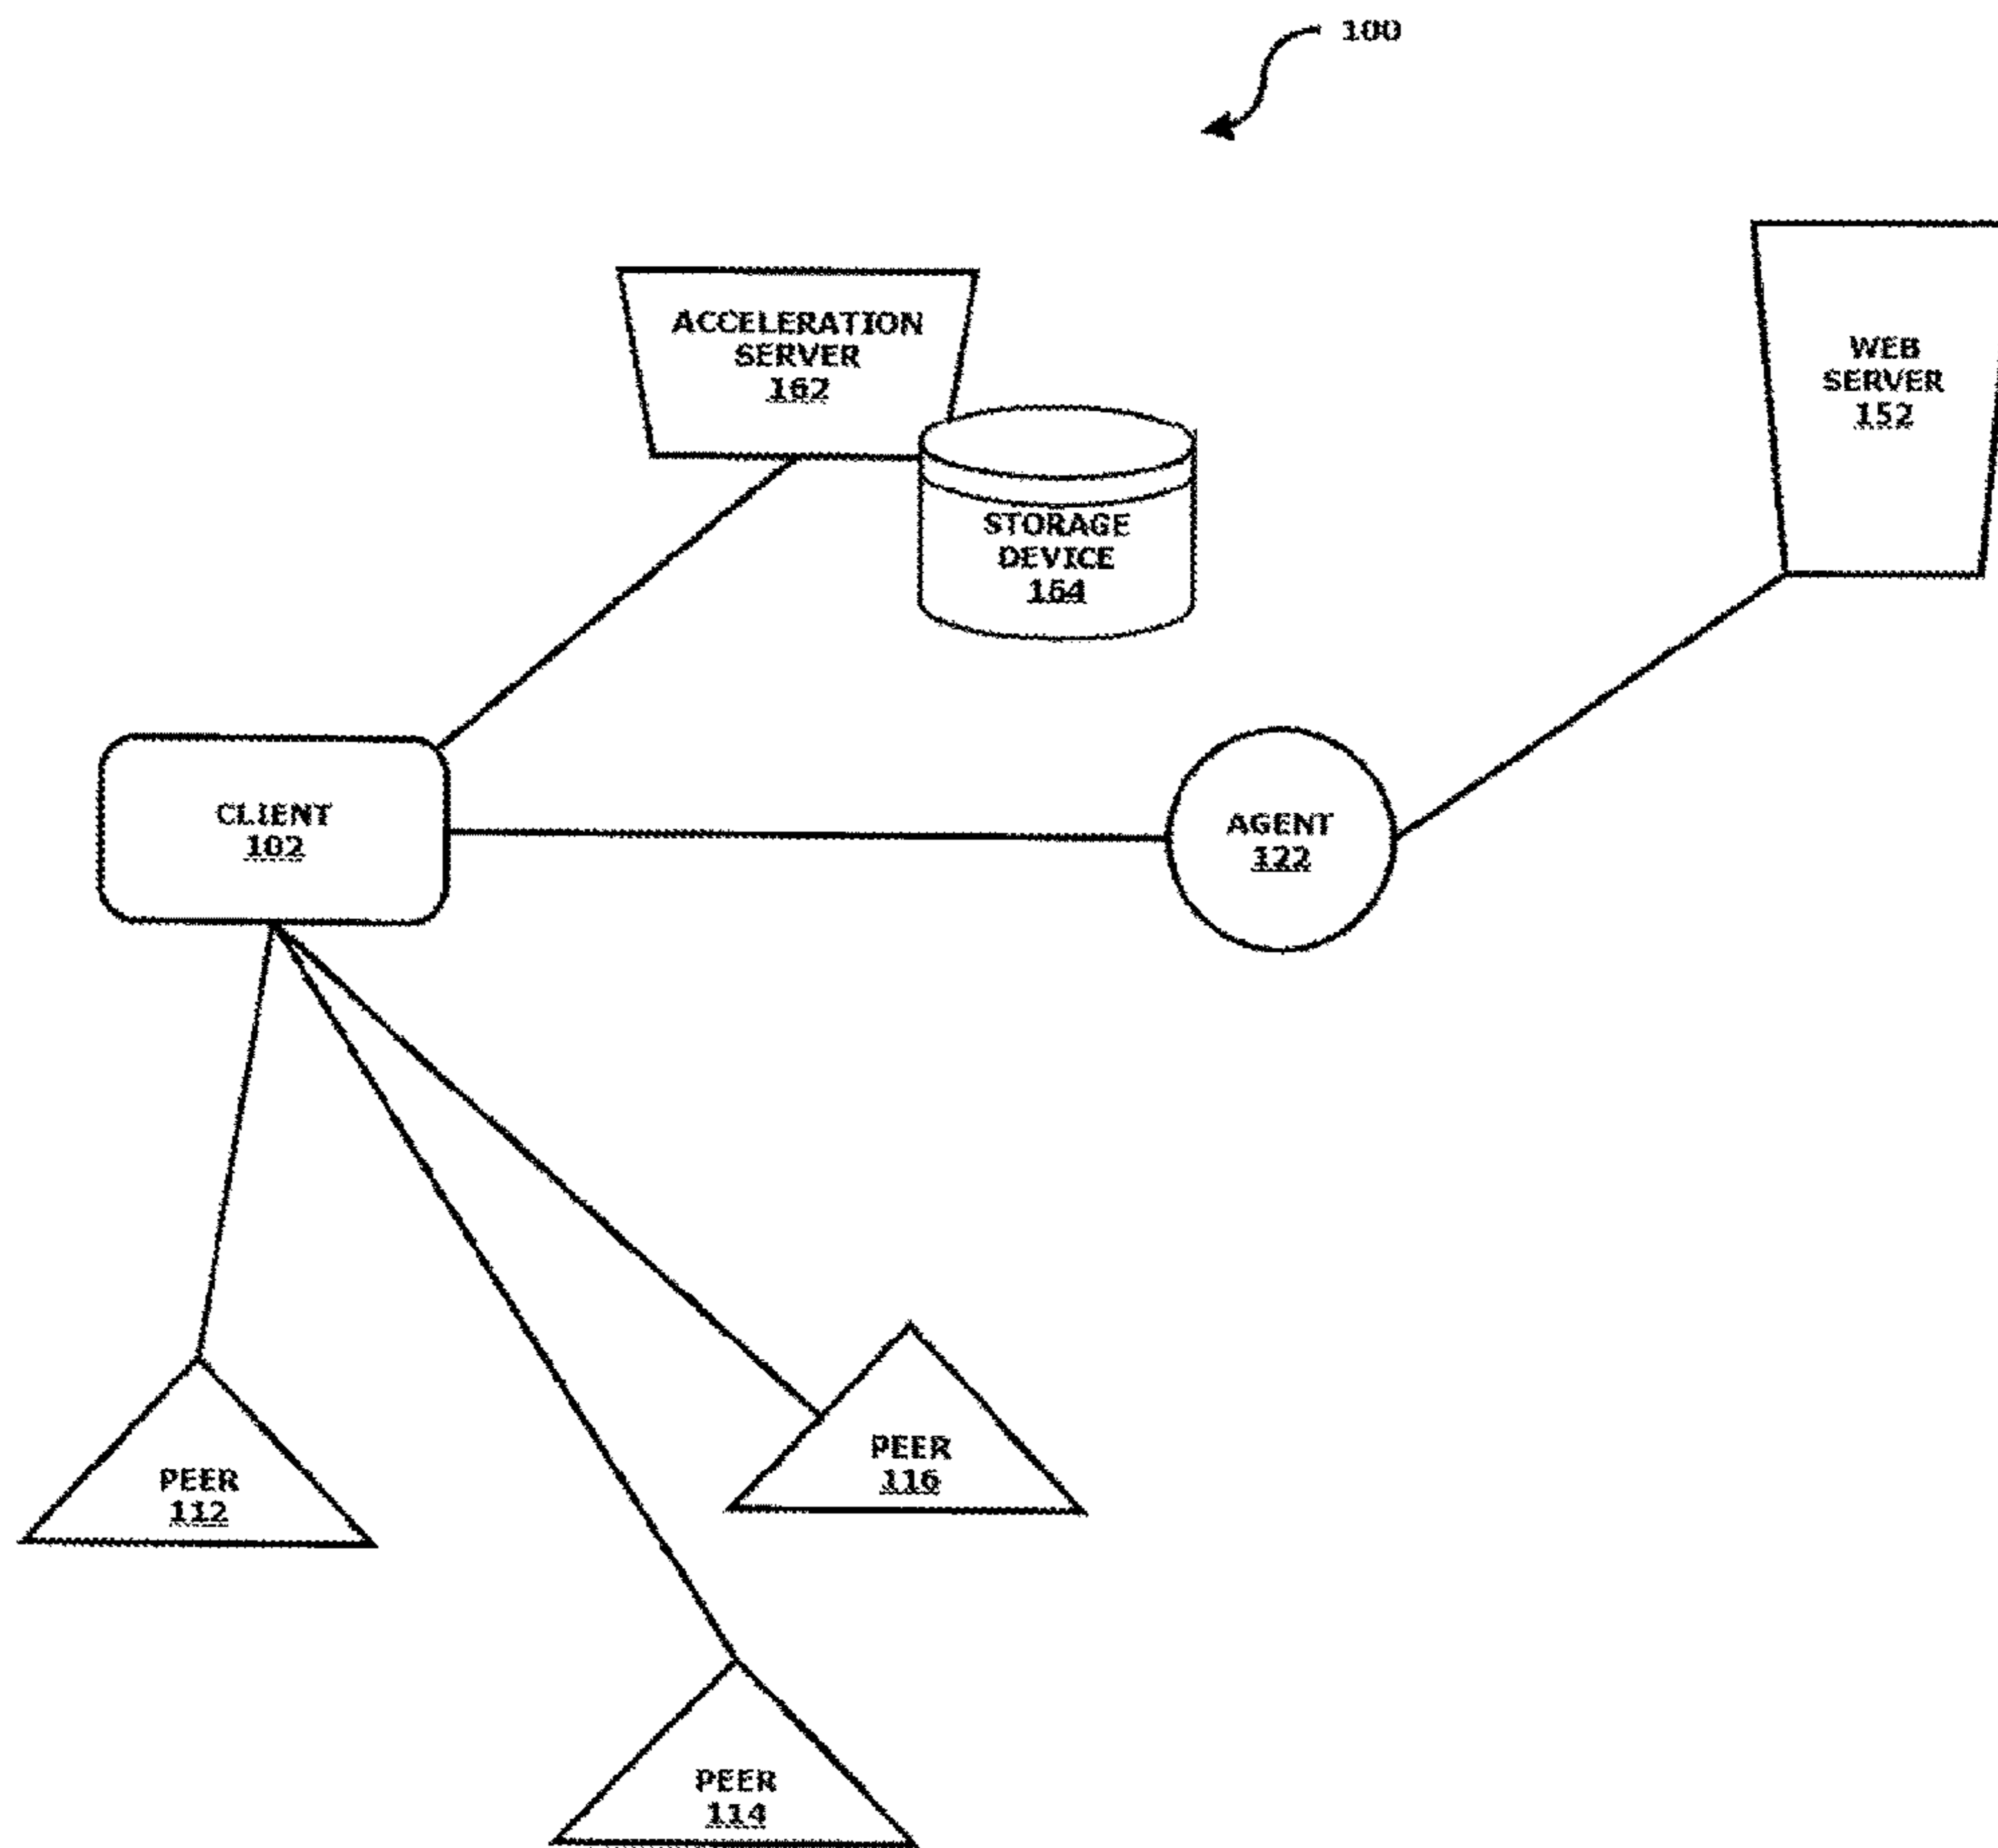 100
ACCELERATION
SERVER
162
WEB
SERVER
152
STORAGE
DEVICE
164
CLIENT
102
AGENT
122
PEER
116
PEER
112
PEER
114